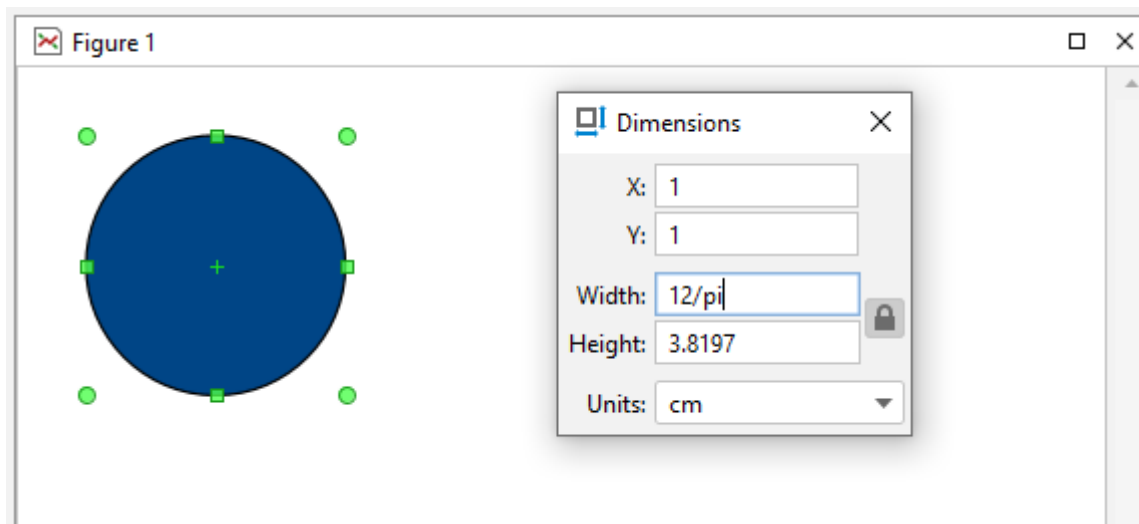 Figure 1
Dimensions
X: 1
Y: 1
Width: 12/pi
Height: 3.8197
Units: cm